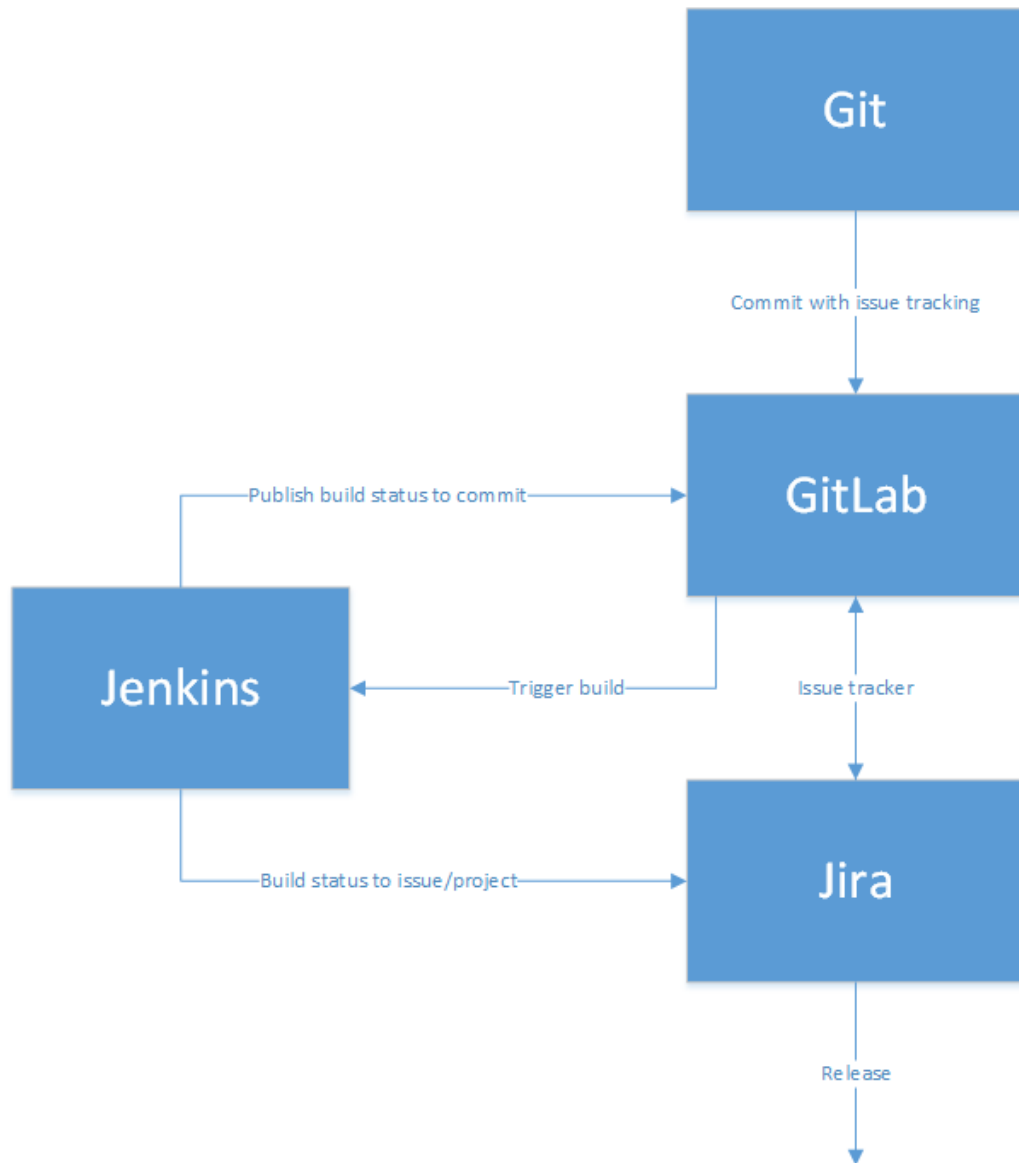 Git
Commit with issue tracking
Publish build status to commit
GitLab
Jenkins
Trigger build
Issue tracker
Build status to issue/project
Jira
Release